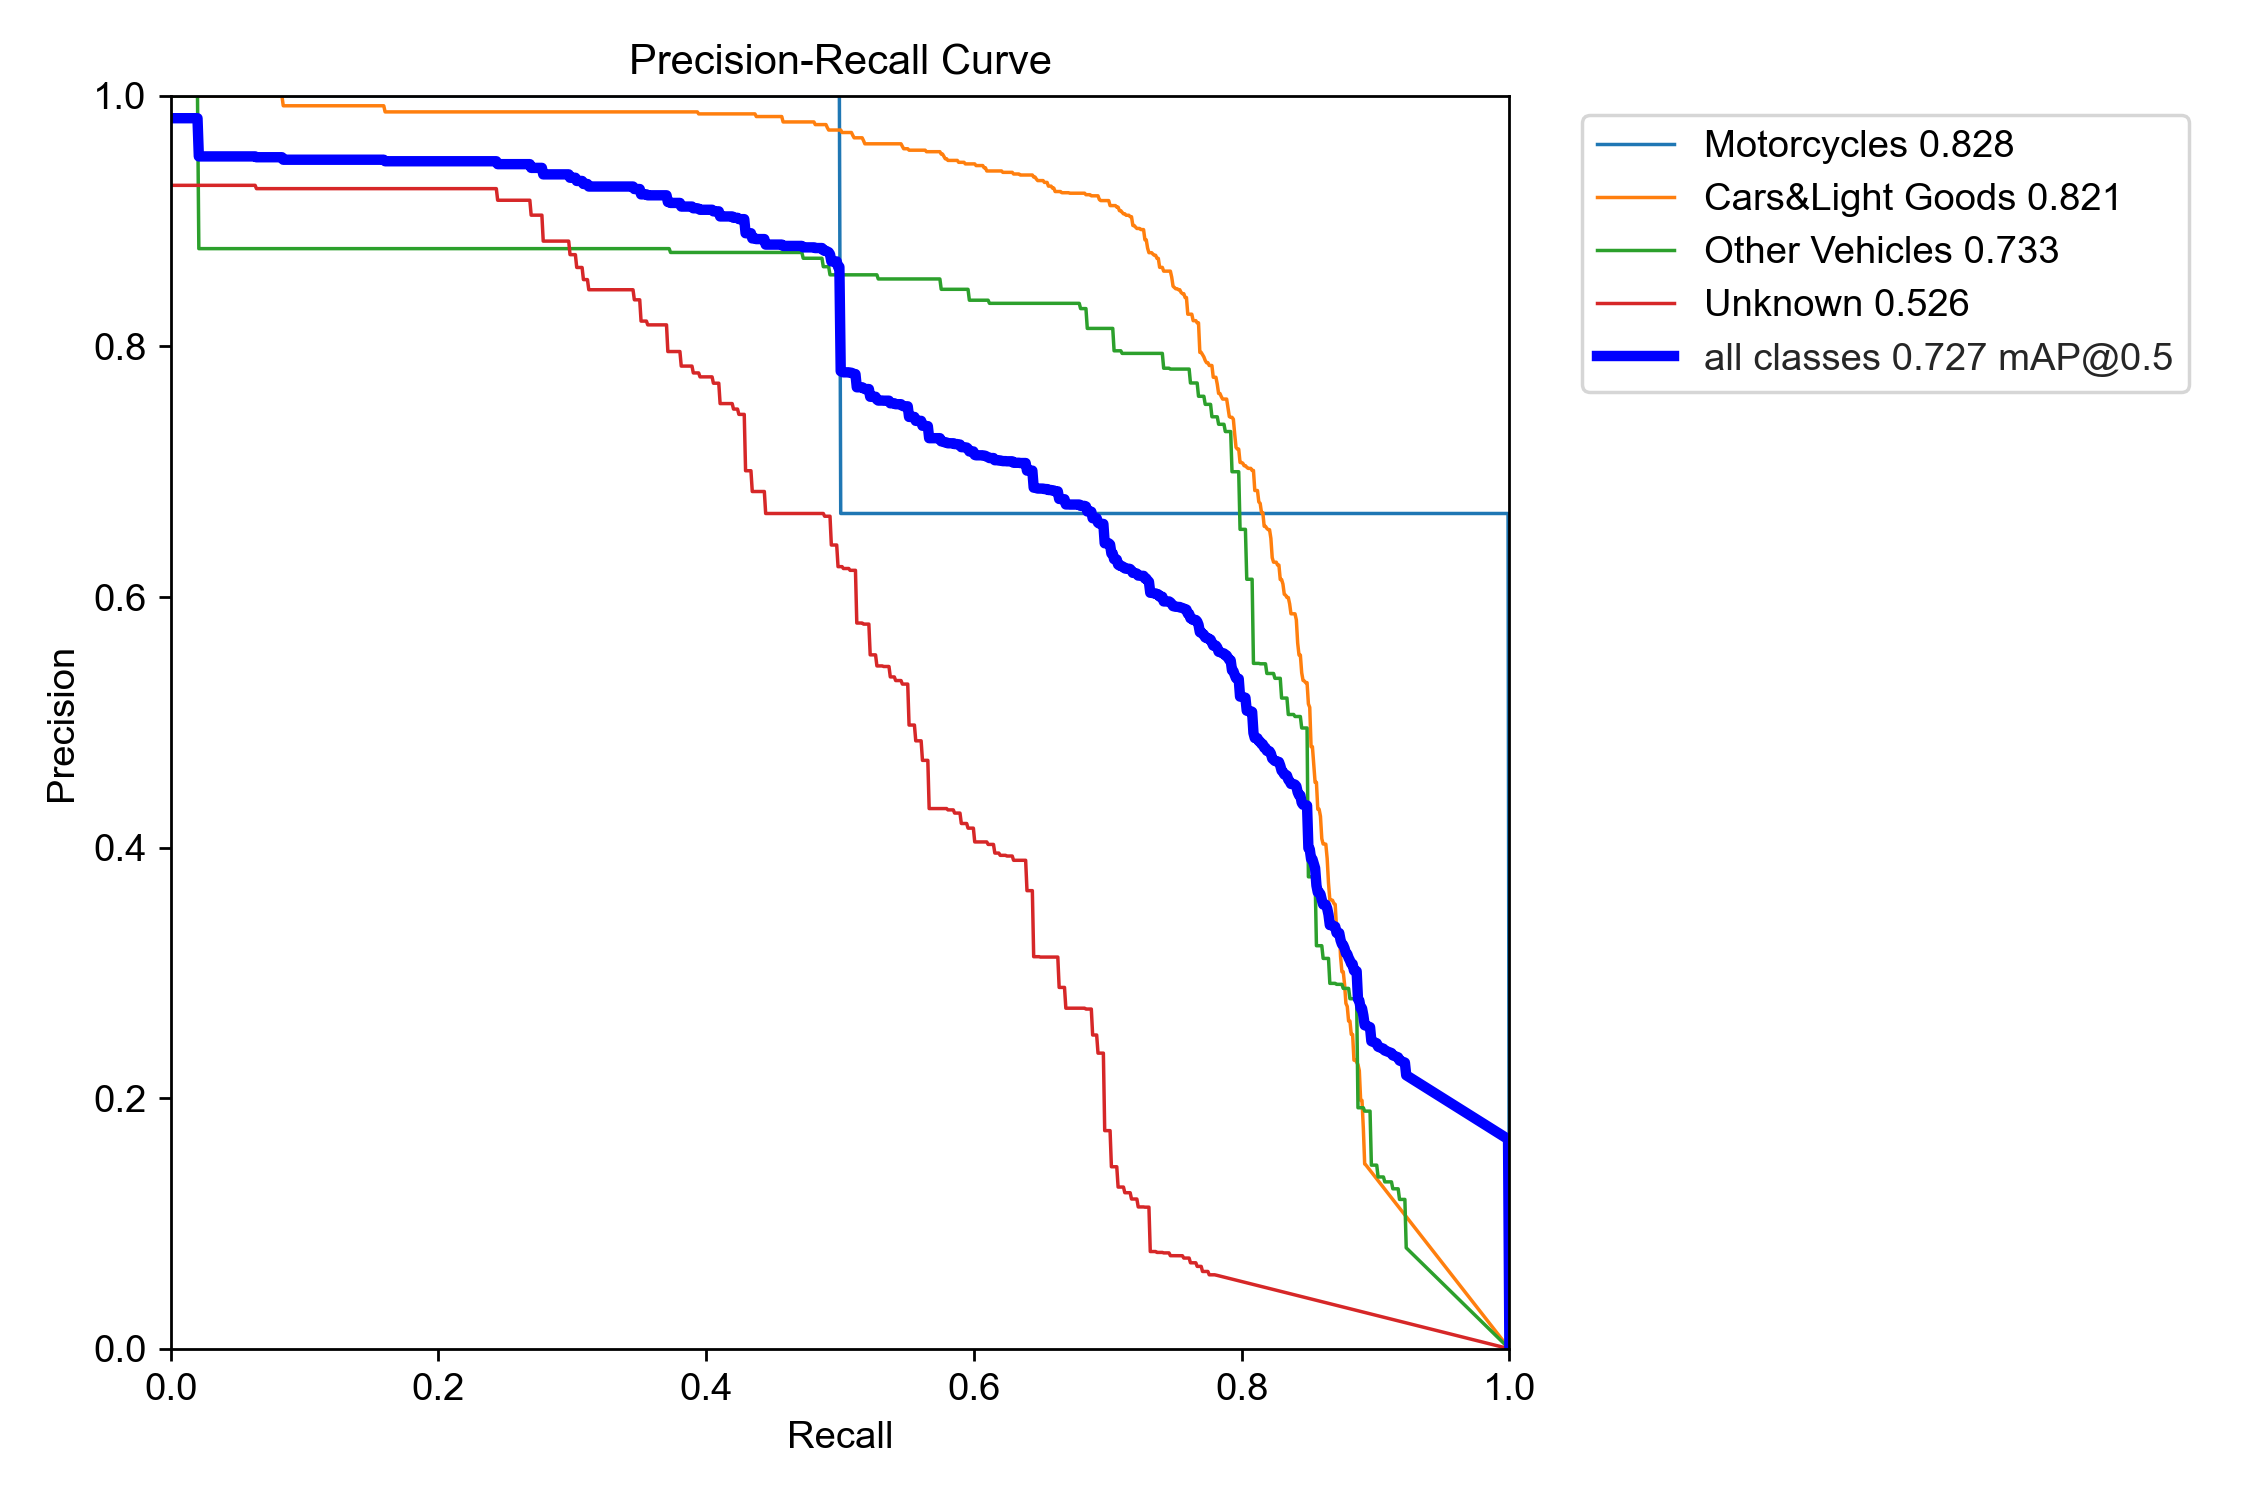 Precision-Recall Curve
1.0
0.8
0.6
0.4
0.2
0.0
Precision
0.0 0.2 0.4 0.6 0.8 1.0
Recall
Motorcycles 0.828
Cars&Light Goods 0.821
Other Vehicles 0.733
Unknown 0.526
all classes 0.727 mAP@0.5